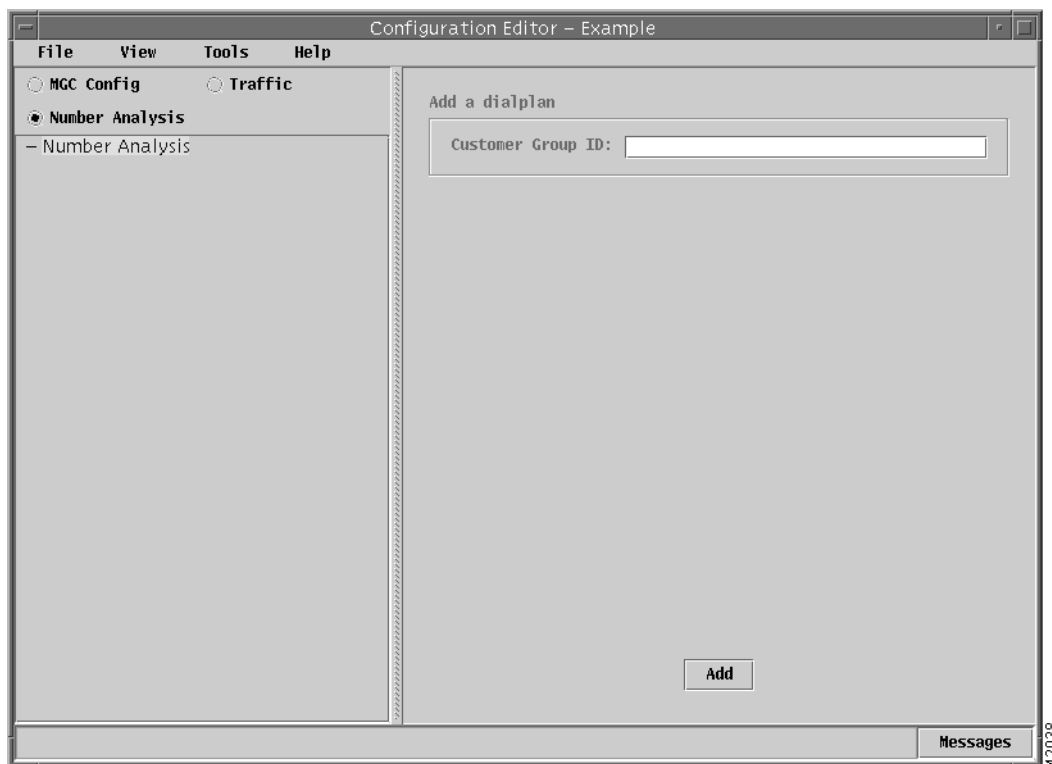 Configuration Editor – Example
File View Tools Help
MGC Config Traffic
Number Analysis
– Number Analysis
Add a dialplan
Customer Group ID:
Add
Messages